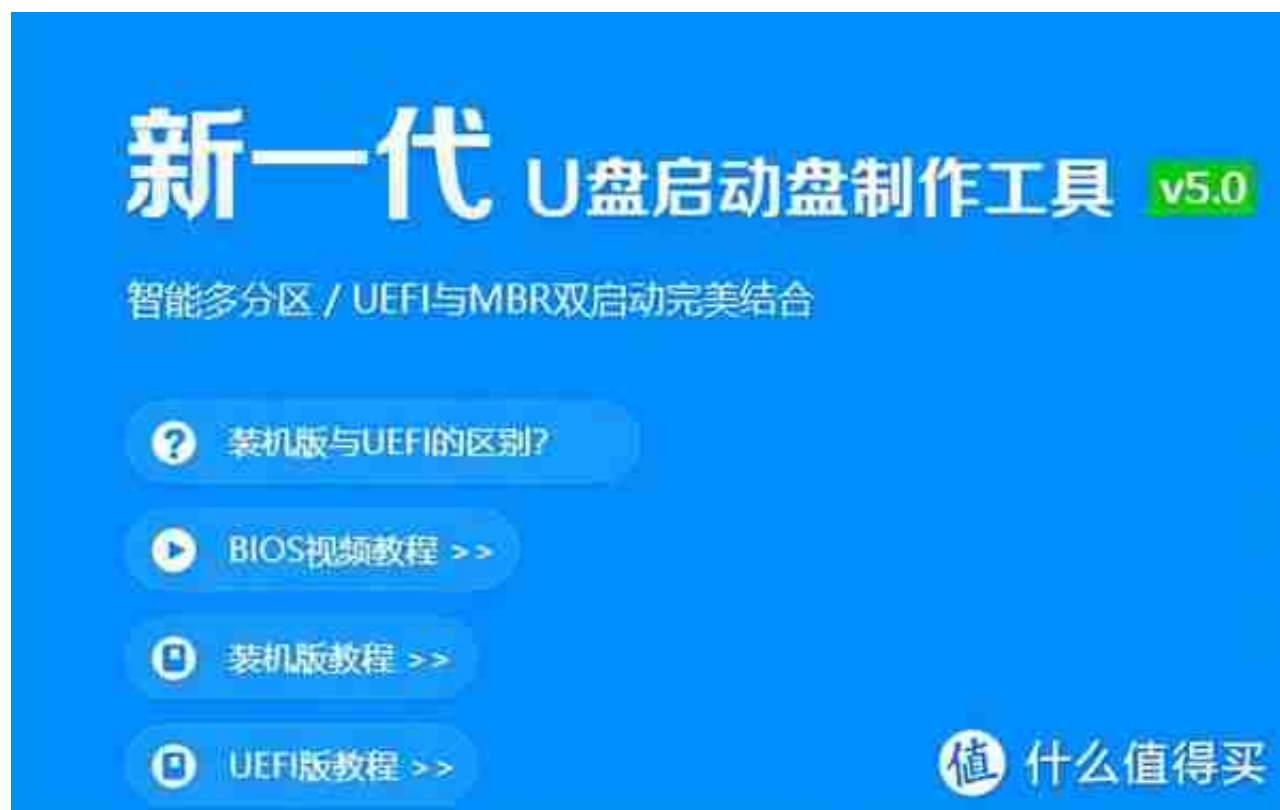 新一代 U盘启动盘制作工具 v5.0
智能多分区 / UEFI与MBR双启动完美结合
装机版与UEFI的区别?
BIOS视频教程 >>
装机版教程 >>
UEFI版教程 >>
值 什么值得买